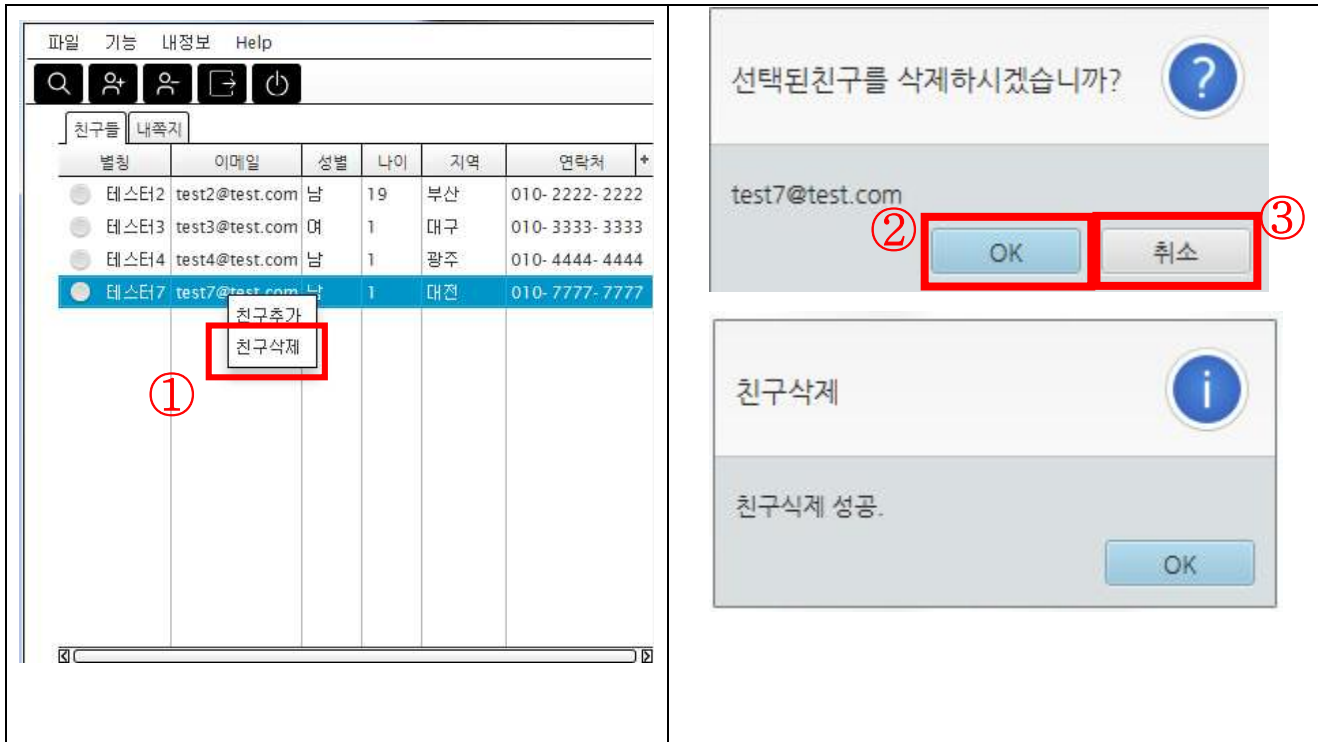 파일 기능 내정보 Help
친구들 내쪽지
별칭 이메일 성별 나이 지역 연락처 +
테스터2 test2@test.com 남 19 부산 010- 2222- 2222
테스터3 test3@test.com 여 1 대구 010- 3333- 3333
테스터4 test4@test.com 남 1 광주 010- 4444- 4444
테스터7 test7@test.com 남 1 대전 010- 7777- 7777
친구추가
친구삭제
①
선택된친구를 삭제하시겠습니까?
?
test7@test.com
② ③
OK 취소
친구삭제
i
친구식제 성공.
OK